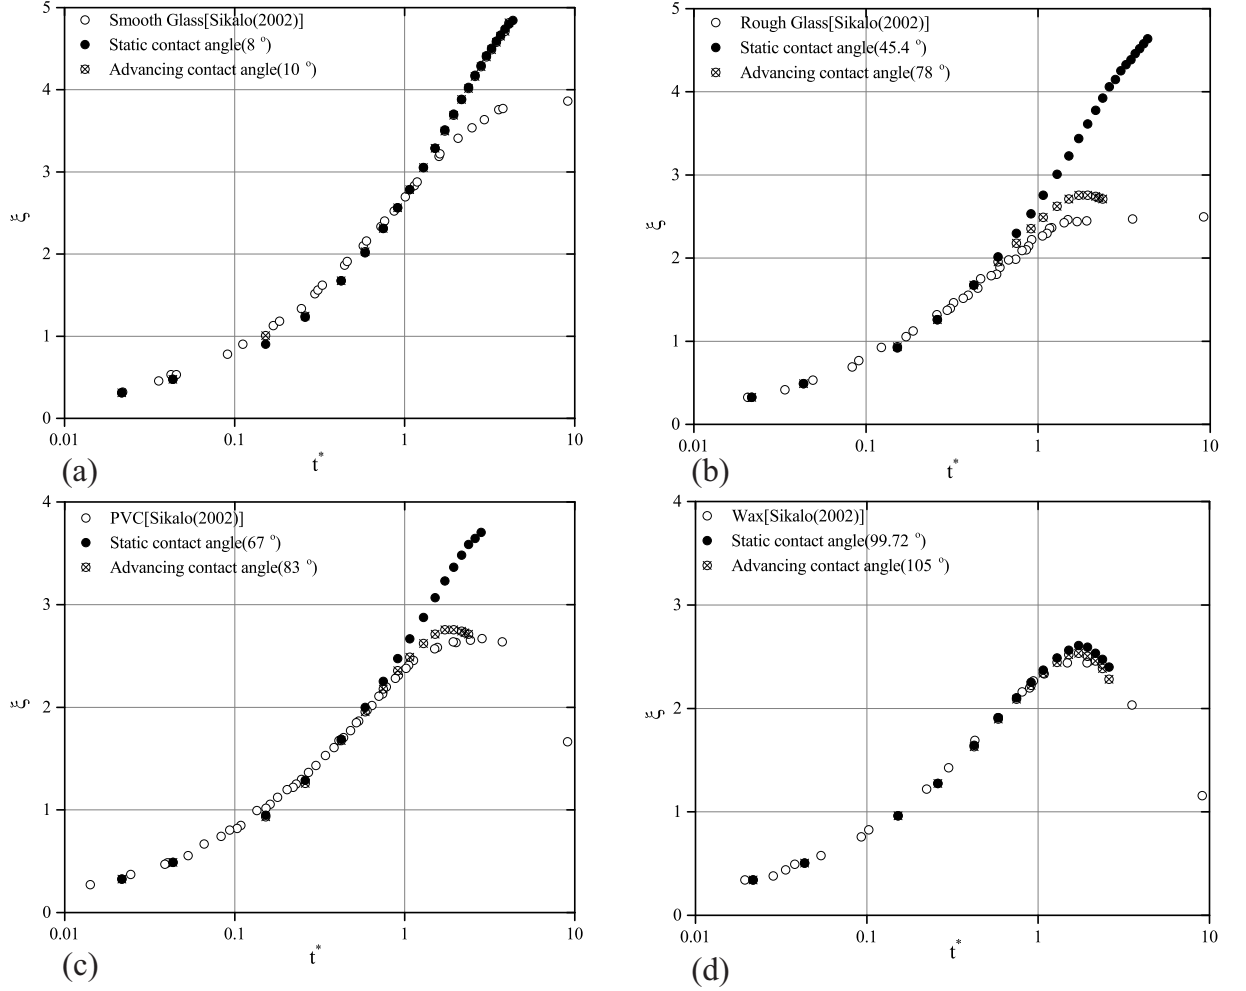 Smooth Glass[Sikalo(2002)]
Static contact angle(8 °)
Advancing contact angle(10 °)
5
4
3
2
1
0
ξ
0.01 0.1 1 10
t*
(a)
Rough Glass[Sikalo(2002)]
Static contact angle(45.4 °)
Advancing contact angle(78 °)
5
4
3
2
1
0
ξ
0.01 0.1 1 10
t*
(b)
PVC[Sikalo(2002)]
Static contact angle(67 °)
Advancing contact angle(83 °)
4
3
2
1
0
ξ
0.01 0.1 1 10
t*
(c)
Wax[Sikalo(2002)]
Static contact angle(99.72 °)
Advancing contact angle(105 °)
4
3
2
1
0
ξ
0.01 0.1 1 10
t*
(d)